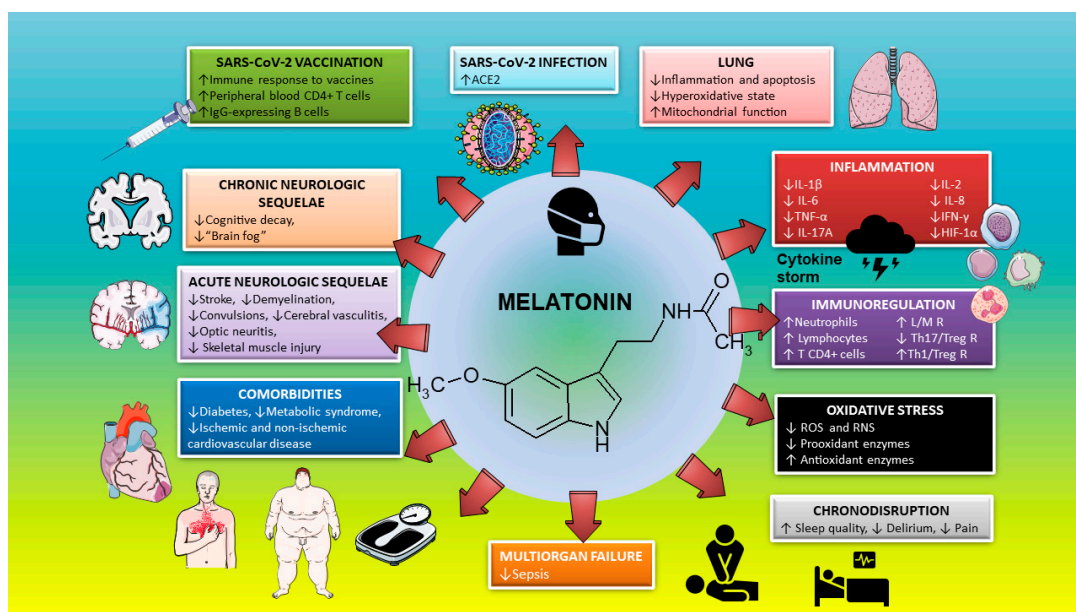 SARS-CoV-2 VACCINATION
↑Immune response to vaccines
↑Peripheral blood CD4+ T cells
↑IgG-expressing B cells
SARS-CoV-2 INFECTION
↑ACE2
LUNG
↓Inflammation and apoptosis
↓Hyperoxidative state
↑Mitochondrial function
CHRONIC NEUROLOGIC
SEQUELAE
↓Cognitive decay,
↓"Brain fog"
INFLAMMATION
↓IL-1β ↓IL-2
↓ IL-6 ↓ IL-8
↓TNF-α ↓IFN-γ
↓ IL-17A ↓HIF-1α
Cytokine
storm
ACUTE NEUROLOGIC SEQUELAE
↓Stroke, ↓Demyelination,
↓Convulsions, ↓Cerebral vasculitis,
↓Optic neuritis,
↓ Skeletal muscle injury
MELATONIN
O
NH
CH3
H3C
O
N
H
IMMUNOREGULATION
↑Neutrophils ↑ L/M R
↑ Lymphocytes ↓ Th17/Treg R
↑ T CD4+ cells ↑Th1/Treg R
COMORBIDITIES
↓Diabetes, ↓Metabolic syndrome,
↓Ischemic and non-ischemic
cardiovascular disease
OXIDATIVE STRESS
↓ ROS and RNS
↓ Prooxidant enzymes
↑ Antioxidant enzymes
CHRONODISRUPTION
↑ Sleep quality, ↓ Delirium, ↓ Pain
MULTIORGAN FAILURE
↓Sepsis